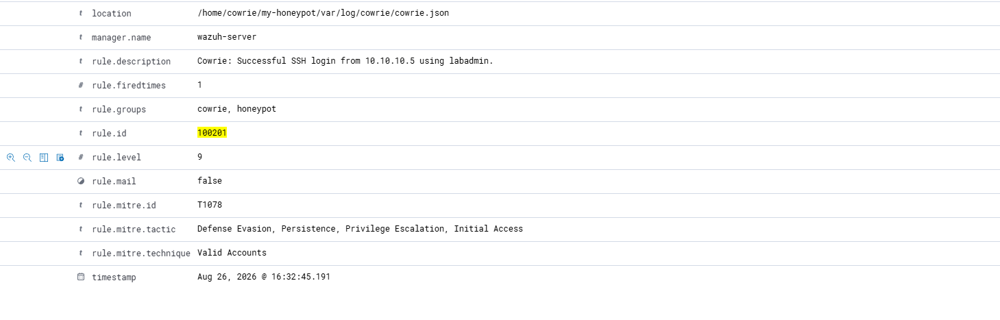 t location /home/cowrie/my-honeypot/var/log/cowrie/cowrie.json
t manager.name wazuh-server
t rule.description Cowrie: Successful SSH login from 10.10.10.5 using labadmin.
# rule.firedtimes 1
t rule.groups cowrie, honeypot
t rule.id 100201
# rule.level 9
rule.mail false
t rule.mitre.id T1078
t rule.mitre.tactic Defense Evasion, Persistence, Privilege Escalation, Initial Access
t rule.mitre.technique Valid Accounts
timestamp Aug 26, 2026 @ 16:32:45.191